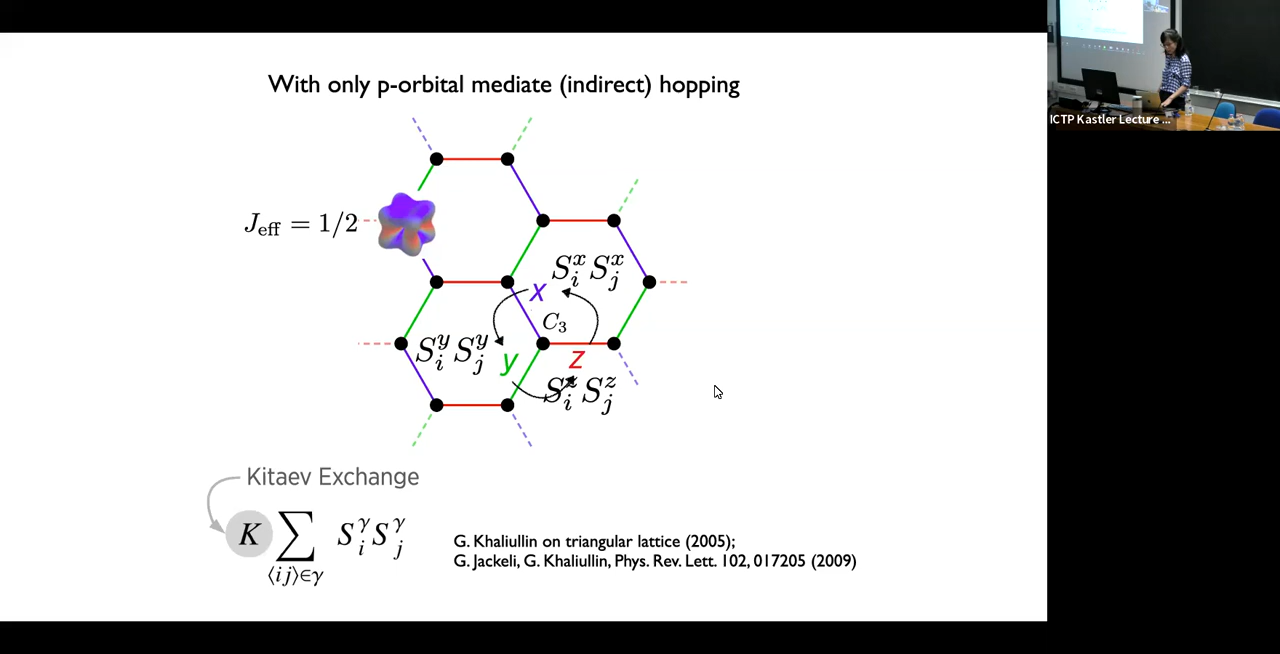 With only p-orbital mediate (indirect) hopping
ICTP Kastler Lecture ...
J_eff = 1/2
S_i^x S_j^x
x
C_3
S_i^y S_j^y
y
z
S_i^z S_j^z
Kitaev Exchange
K ∑_{⟨ij⟩∈γ} S_i^γ S_j^γ
G. Khaliullin on triangular lattice (2005);
G. Jackeli, G. Khaliullin, Phys. Rev. Lett. 102, 017205 (2009)